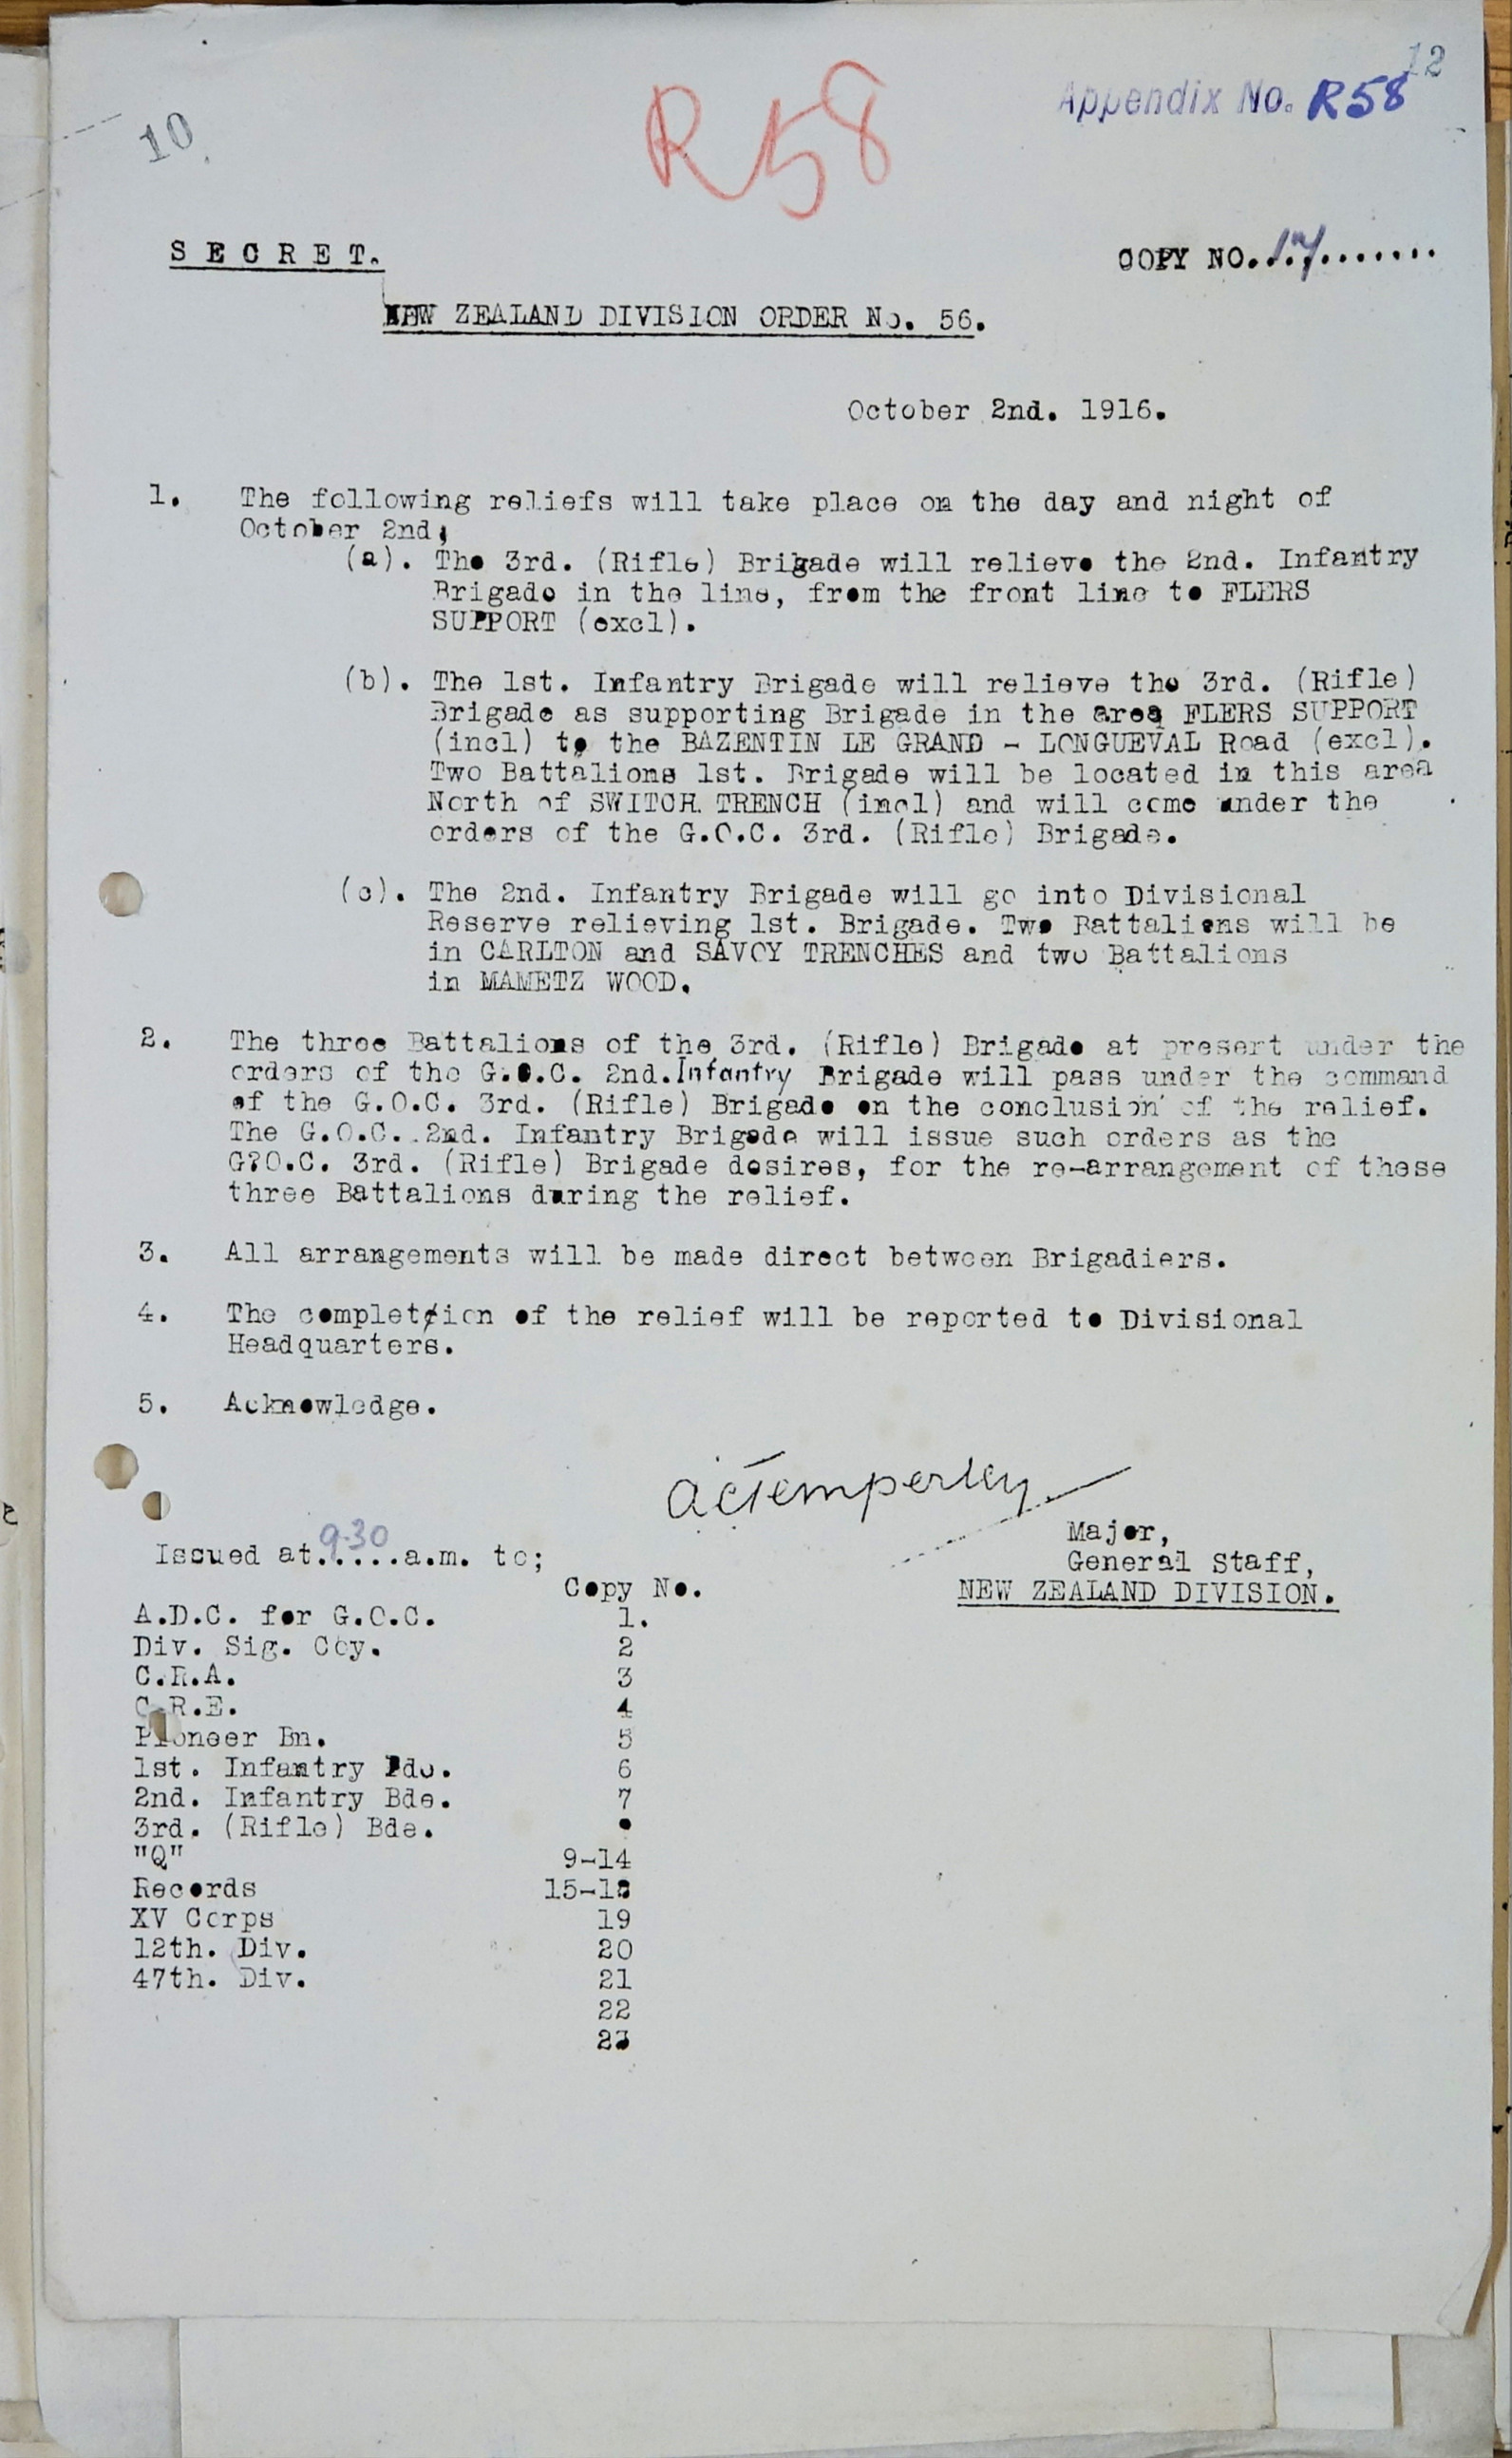 12
Appendix No. R58
10
R58
SECRET.
COPY NO. 17.......
NEW ZEALAND DIVISION ORDER No. 56.
October 2nd. 1916.
1. The following reliefs will take place on the day and night of
October 2nd;
(a). The 3rd. (Rifle) Brigade will relieve the 2nd. Infantry
Brigade in the line, from the front line to FLERS
SUPPORT (excl).
(b). The 1st. Infantry Brigade will relieve the 3rd. (Rifle)
Brigade as supporting Brigade in the area FLERS SUPPORT
(incl) to the BAZENTIN LE GRAND - LONGUEVAL Road (excl).
Two Battalions 1st. Brigade will be located in this area
North of SWITCH TRENCH (incl) and will come under the
orders of the G.O.C. 3rd. (Rifle) Brigade.
(c). The 2nd. Infantry Brigade will go into Divisional
Reserve relieving 1st. Brigade. Two Battalions will be
in CARLTON and SAVOY TRENCHES and two Battalions
in MAMETZ WOOD.
2. The three Battalions of the 3rd. (Rifle) Brigade at present under the
orders of the G.O.C. 2nd. Infantry Brigade will pass under the command
of the G.O.C. 3rd. (Rifle) Brigade on the conclusion of the relief.
The G.O.C. 2nd. Infantry Brigade will issue such orders as the
G?O.C. 3rd. (Rifle) Brigade desires, for the re-arrangement of these
three Battalions during the relief.
3. All arrangements will be made direct between Brigadiers.
4. The completion of the relief will be reported to Divisional
Headquarters.
5. Acknowledge.
ACTemperley
Major,
General Staff,
NEW ZEALAND DIVISION.
Issued at 9.30 a.m. to;
Copy No.
A.D.C. for G.O.C. 1.
Div. Sig. Coy. 2
C.R.A. 3
C.R.E. 4
Pioneer Bn. 5
1st. Infantry Bde. 6
2nd. Infantry Bde. 7
3rd. (Rifle) Bde.
"Q" 9-14
Records 15-18
XV Corps 19
12th. Div. 20
47th. Div. 21
22
23